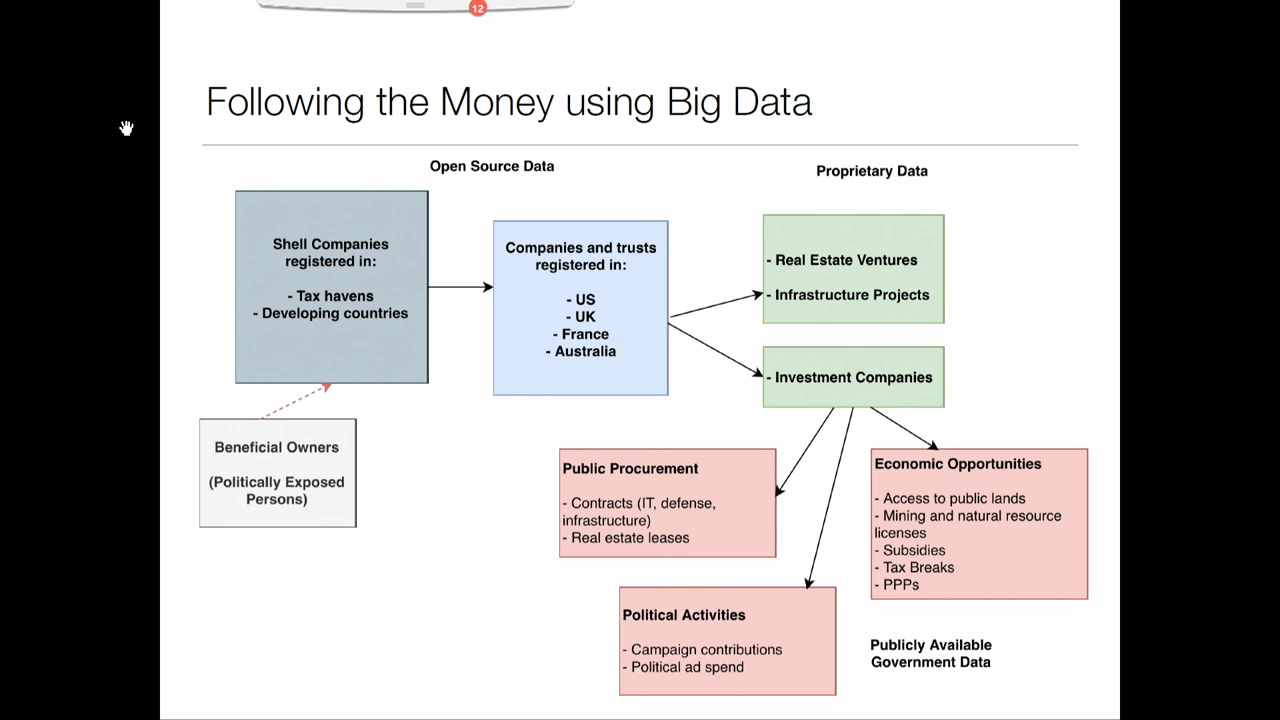 12
Following the Money using Big Data
Open Source Data
Proprietary Data
Shell Companies
registered in:
- Tax havens
- Developing countries
Companies and trusts
registered in:
- US
- UK
- France
- Australia
- Real Estate Ventures
- Infrastructure Projects
- Investment Companies
Beneficial Owners
(Politically Exposed
Persons)
Public Procurement
- Contracts (IT, defense,
infrastructure)
- Real estate leases
Economic Opportunities
- Access to public lands
- Mining and natural resource
licenses
- Subsidies
- Tax Breaks
- PPPs
Political Activities
- Campaign contributions
- Political ad spend
Publicly Available
Government Data